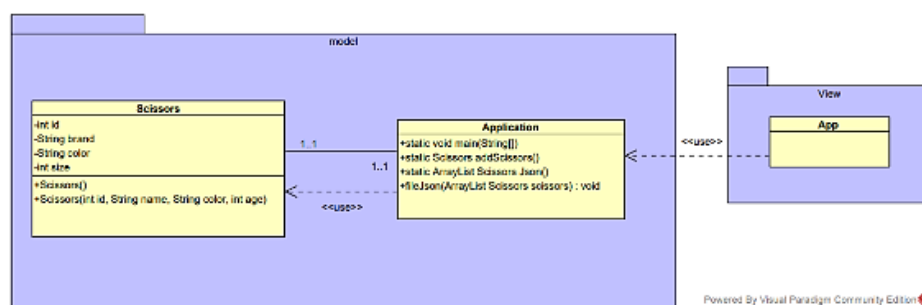 model
Scissors
-int id
-String brand
-String color
-int size
+Scissors()
+Scissors(int id, String name, String color, int age)
1..1
1..1
<<use>>
Application
+static void main(String[])
+static Scissors addScissors()
+static ArrayList Scissors Json()
+fileJson(ArrayList Scissors scissors) : void
<<use>>
View
App
Powered By Visual Paradigm Community Edition